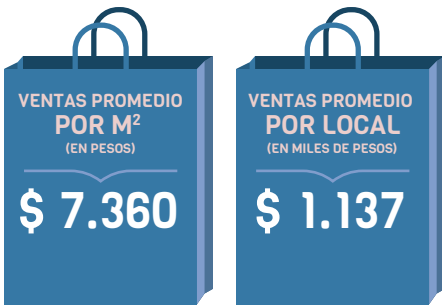 VENTAS PROMEDIO
POR M²
(EN PESOS)
$ 7.360
VENTAS PROMEDIO
POR LOCAL
(EN MILES DE PESOS)
$ 1.137